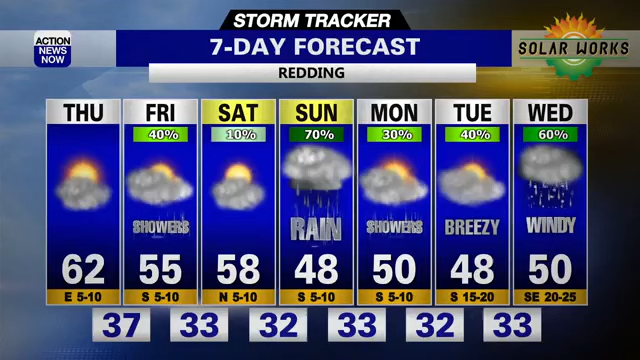 STORM TRACKER
ACTION
NEWS
NOW
7-DAY FORECAST
REDDING
SOLAR WORKS
THU FRI SAT SUN MON TUE WED
40% 10% 70% 30% 40% 60%
SHOWERS RAIN SHOWERS BREEZY WINDY
62 55 58 48 50 48 50
E 5-10 S 5-10 N 5-10 S 5-10 S 5-10 S 15-20 SE 20-25
37 33 32 33 32 33